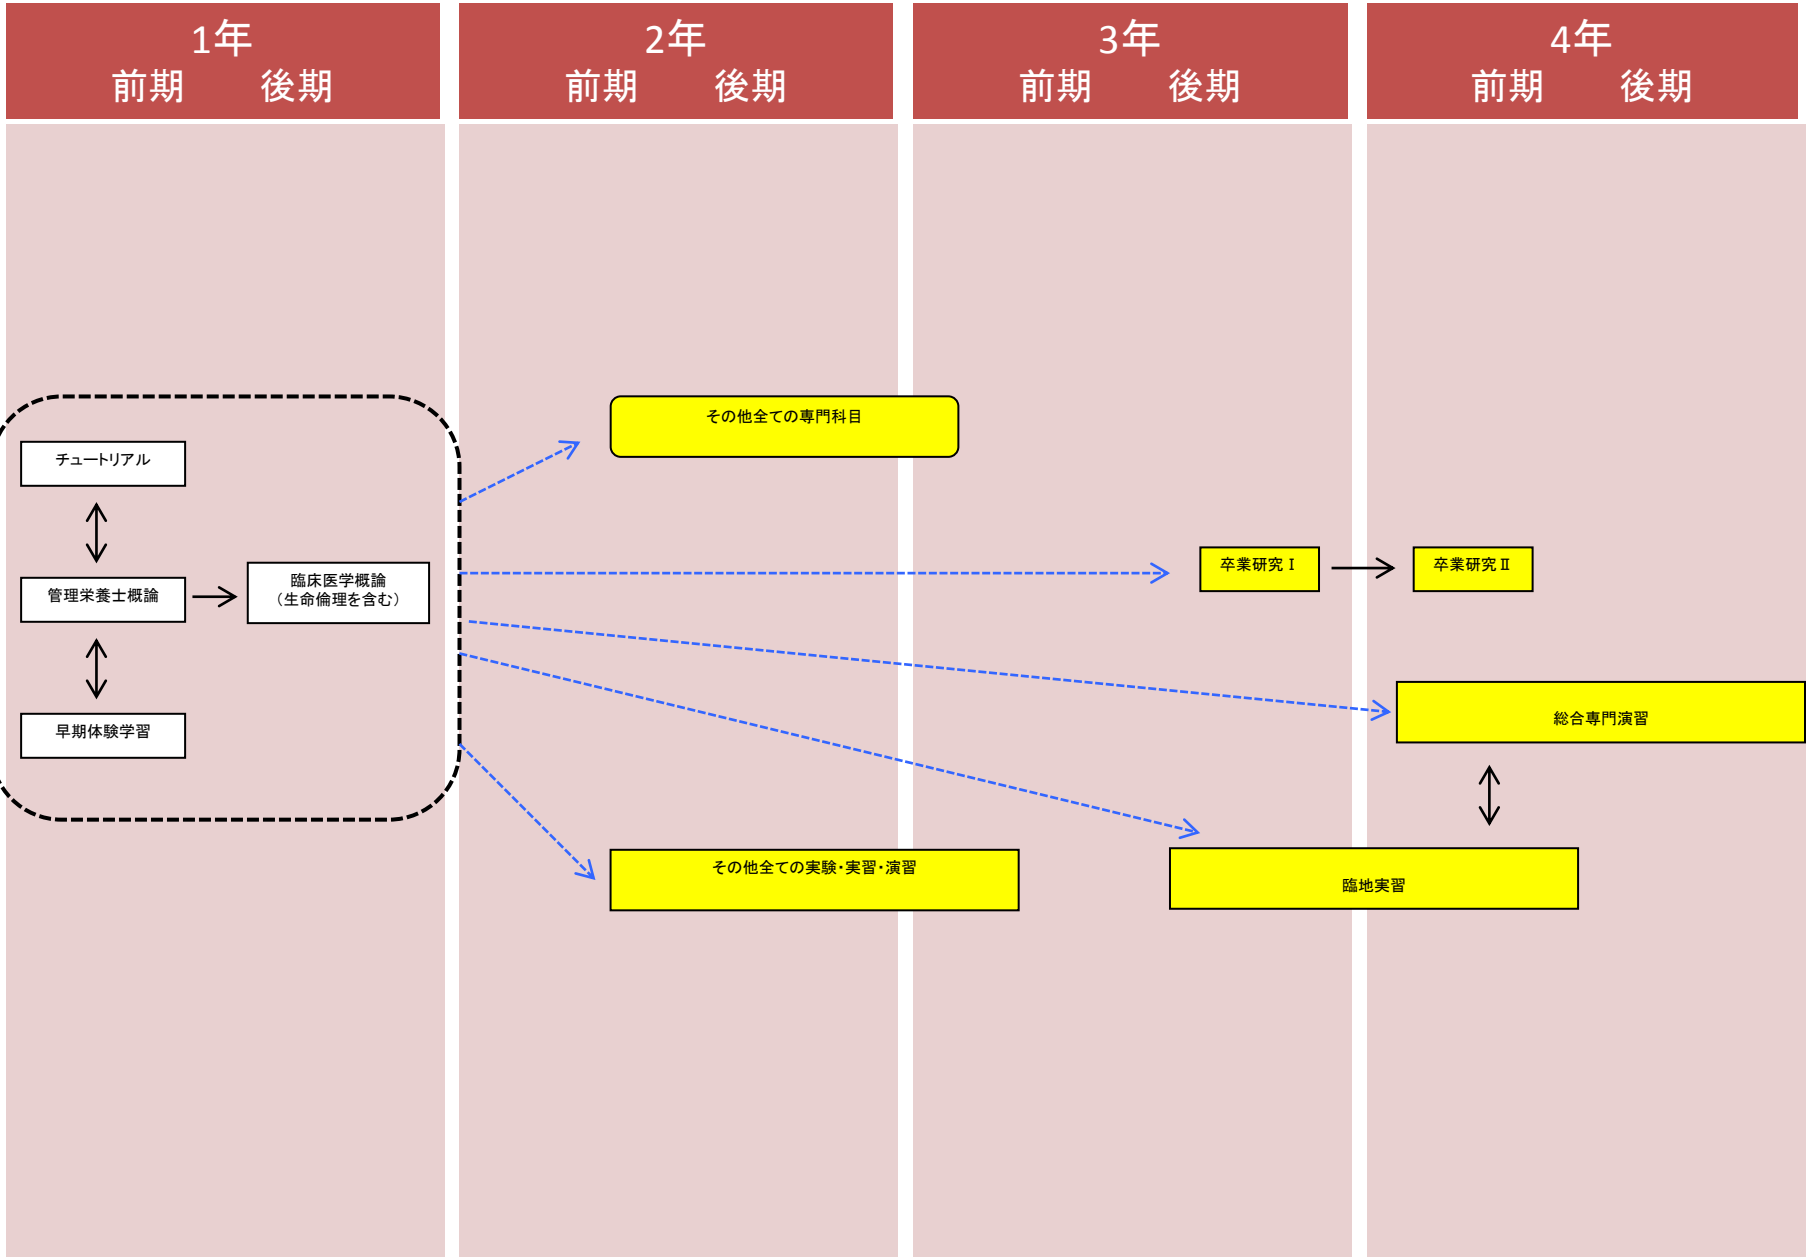 1年
前期 後期
2年
前期 後期
3年
前期 後期
4年
前期 後期
その他全ての専門科目
チュートリアル
管理栄養士概論
臨床医学概論
(生命倫理を含む)
早期体験学習
卒業研究Ⅰ
卒業研究Ⅱ
総合専門演習
その他全ての実験・実習・演習
臨地実習